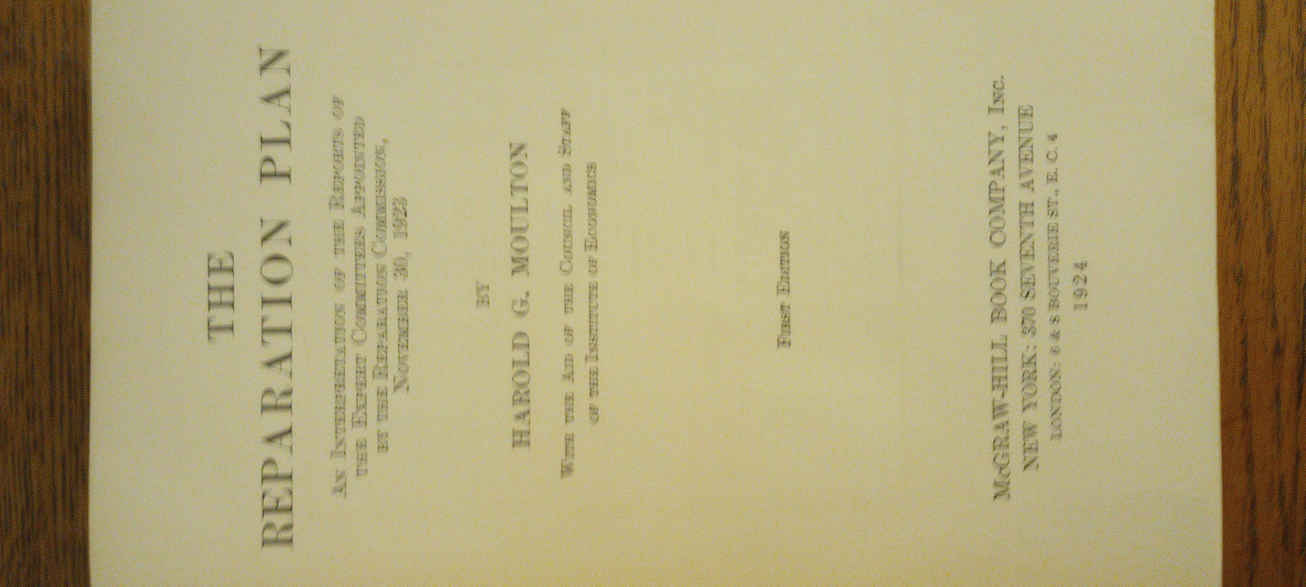 THE
REPARATION PLAN
AN INTERPRETATION OF THE REPORTS OF
THE EXPERT COMMITTEES APPOINTED
BY THE REPARATION COMMISSION,
NOVEMBER 30, 1923
BY
HAROLD G. MOULTON
WITH THE AID OF THE COUNCIL AND STAFF
OF THE INSTITUTE OF ECONOMICS
FIRST EDITION
McGRAW-HILL BOOK COMPANY, INC.
NEW YORK: 370 SEVENTH AVENUE
LONDON: 6 & 8 BOUVERIE ST., E. C. 4
1924